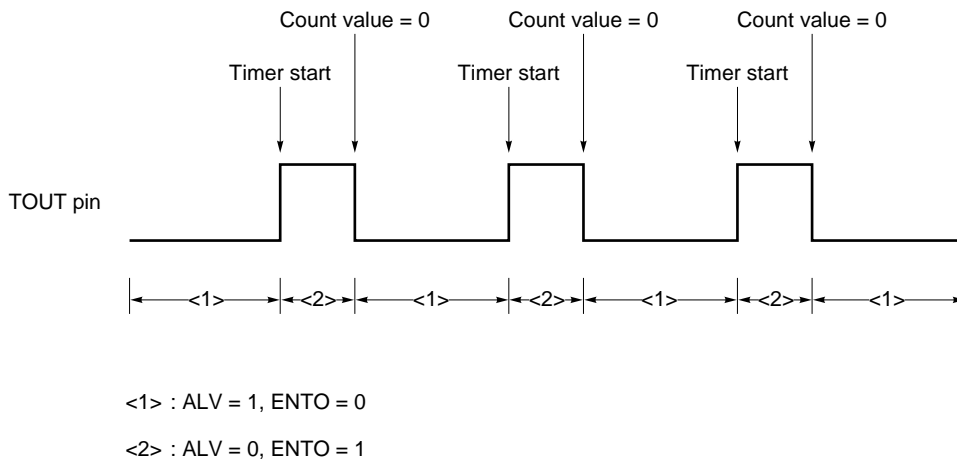 Count value = 0 Count value = 0 Count value = 0
Timer start Timer start Timer start
TOUT pin
<1> <2> <1> <2> <1> <2> <1>
<1> : ALV = 1, ENTO = 0
<2> : ALV = 0, ENTO = 1